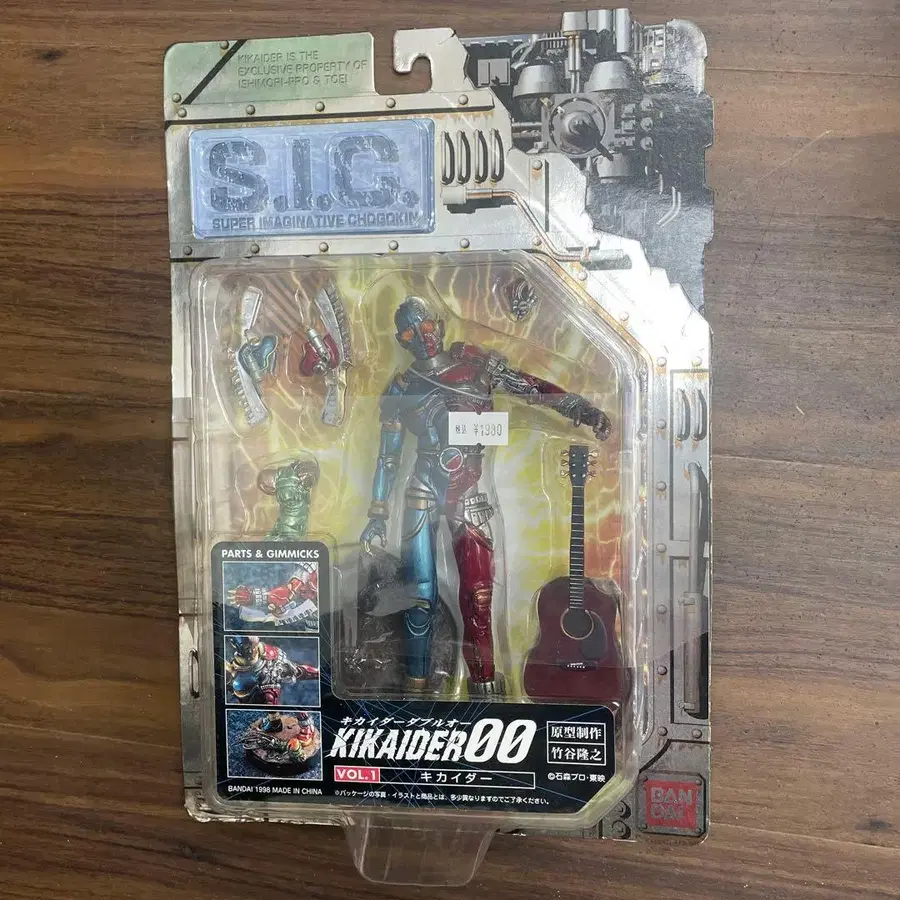 KIKAIDER IS THE
EXCLUSIVE PROPERTY OF
ISHIMORI-PRO & TOEI
S.I.C.
SUPER IMAGINATIVE CHOGOKIN
税込 ¥1980
PARTS & GIMMICKS
キカイダーダブルオー
KIKAIDER00
原型制作
竹谷隆之
VOL.1
キカイダー
©石森プロ・東映
BANDAI 1998 MADE IN CHINA
※パッケージの写真・イラストと商品とは、多少異なりますのでご了承ください。
BAN
DAI